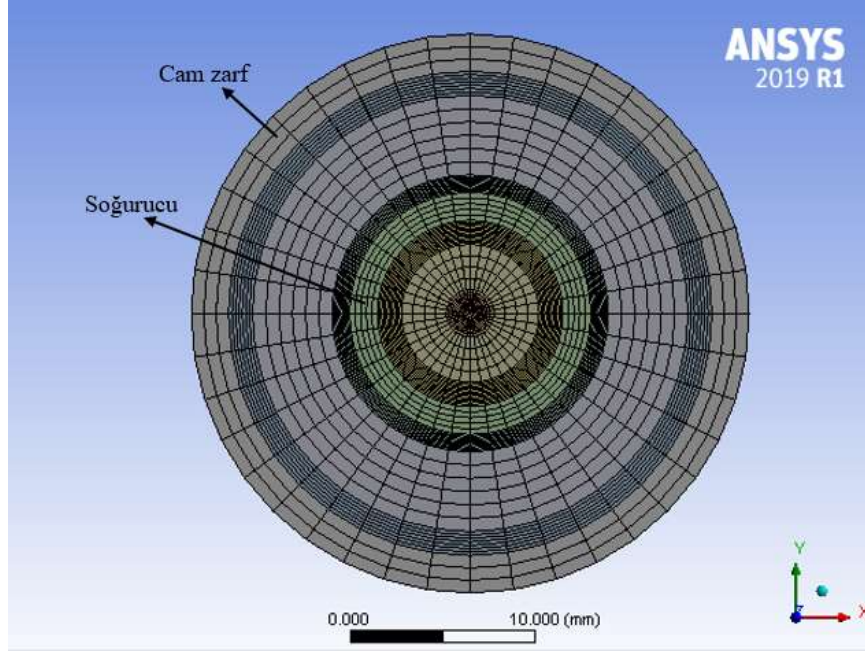 ANSYS
2019 R1
Cam zarf
Soğurucu
Y
Z
X
0.000
10.000 (mm)